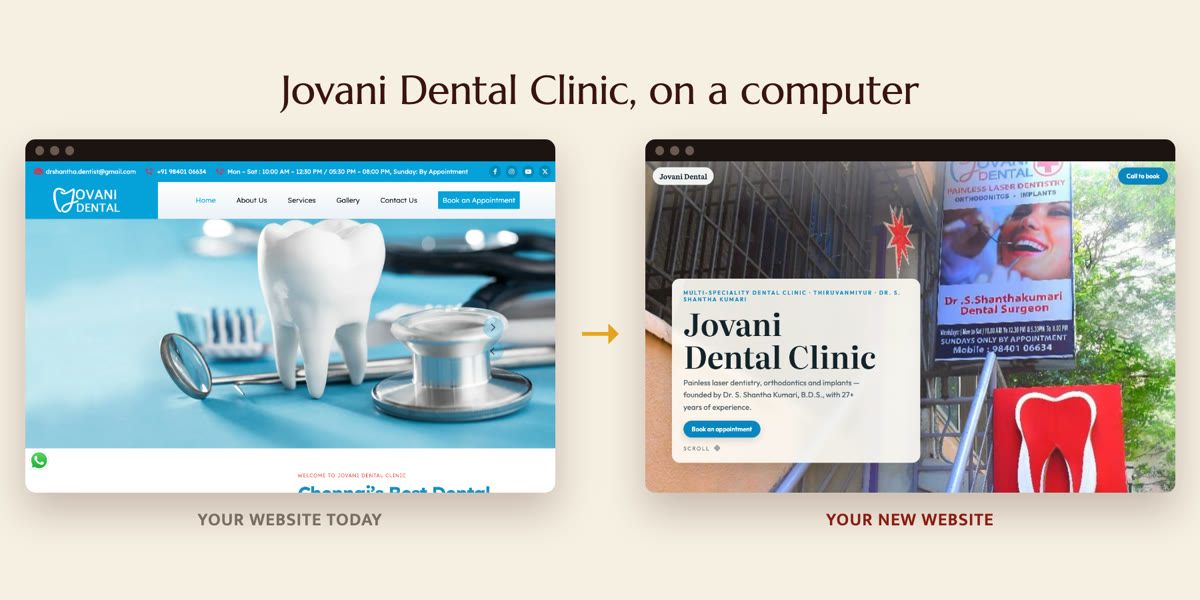 Jovani Dental Clinic, on a computer
drshantha.dentist@gmail.com
+91 98401 06634
Mon – Sat : 10:00 AM – 12:30 PM / 05:30 PM – 08:00 PM, Sunday: By Appointment
JOVANI
DENTAL
Home
About Us
Services
Gallery
Contact Us
Book an Appointment
WELCOME TO JOVANI DENTAL CLINIC
Chennai's Best Dental
YOUR WEBSITE TODAY
Jovani Dental
Call to book
JOVANI
DENTAL
PAINLESS LASER DENTISTRY
ORTHODONTICS - IMPLANTS
Dr .S.Shanthakumari
Dental Surgeon
SUNDAYS ONLY BY APPOINTMENT
Mobile : 98401 06634
MULTI-SPECIALITY DENTAL CLINIC · THIRUVANMIYUR · DR. S.
SHANTHA KUMARI
Jovani
Dental Clinic
Painless laser dentistry, orthodontics and implants —
founded by Dr. S. Shantha Kumari, B.D.S., with 27+
years of experience.
Book an appointment
SCROLL
YOUR NEW WEBSITE